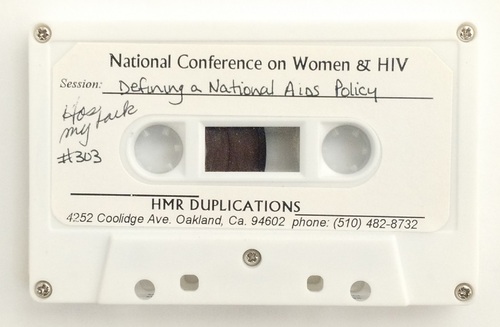 National Conference on Women & HIV
Session: Defining a National Aids Policy
Has
my talk
#303
HMR DUPLICATIONS
4252 Coolidge Ave. Oakland, Ca. 94602 phone: (510) 482-8732